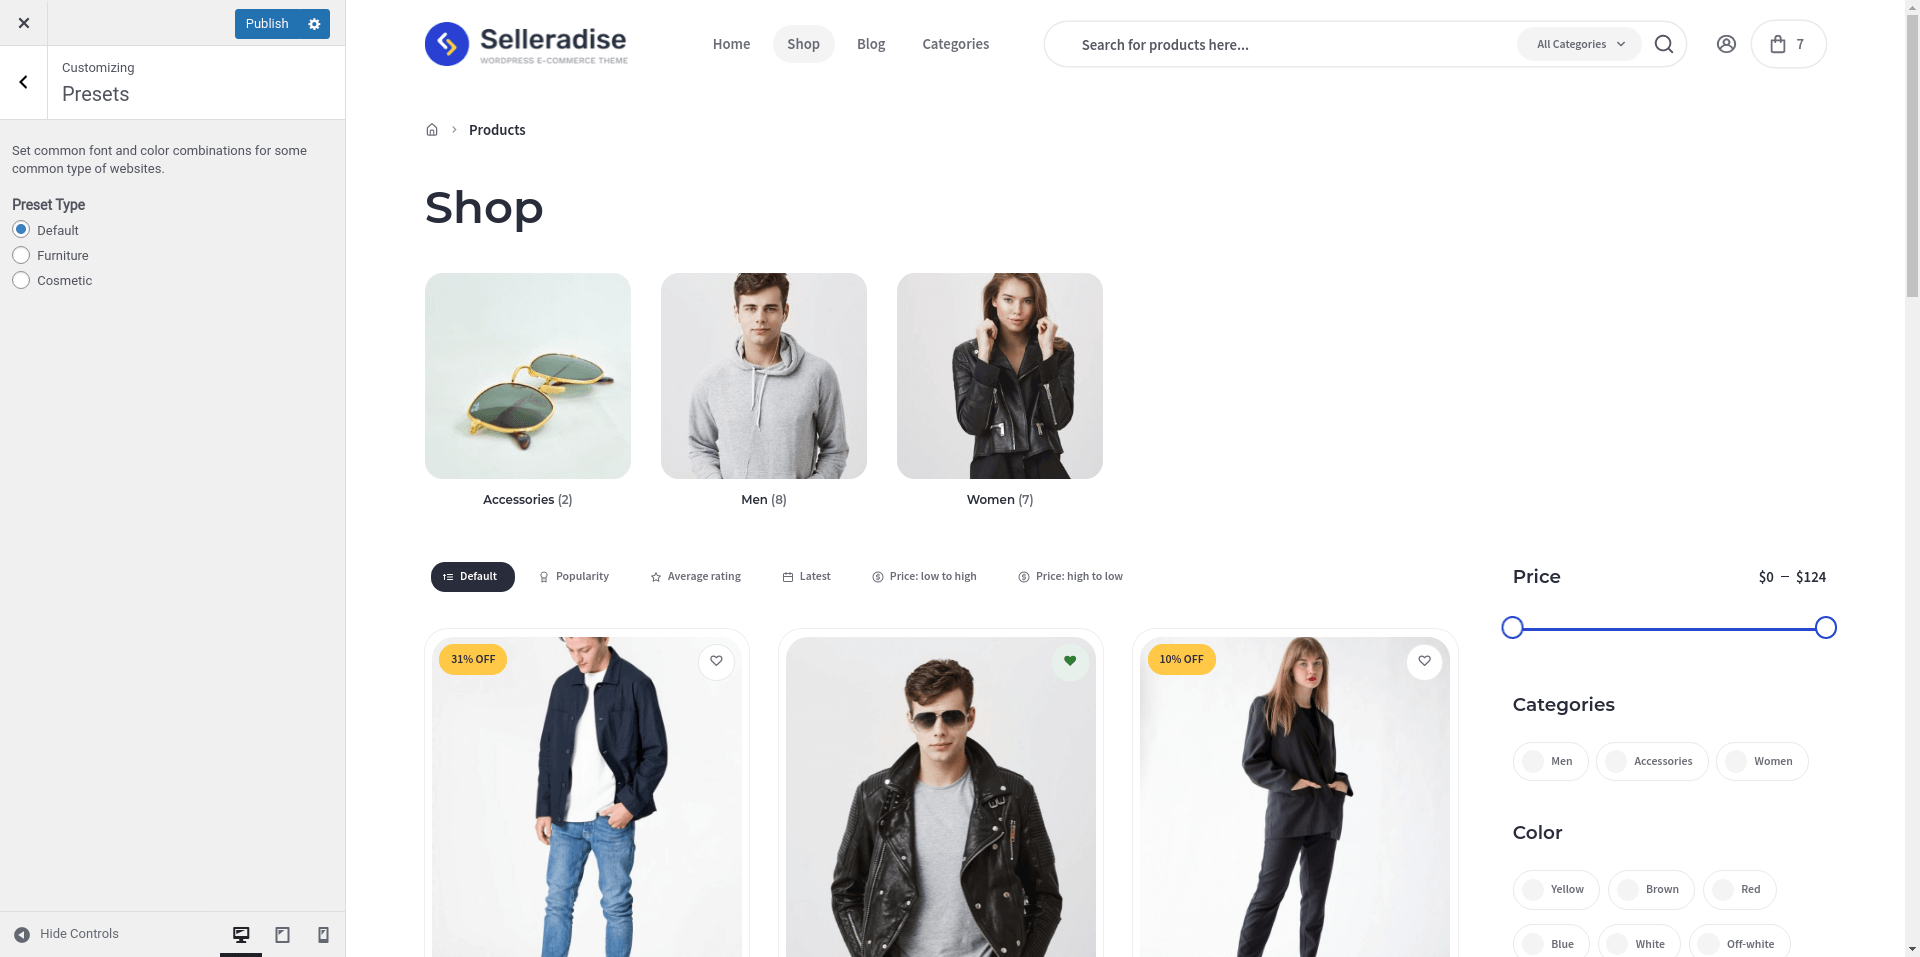 Publish
Customizing
Presets
Set common font and color combinations for some
common type of websites.
Preset Type
Default
Furniture
Cosmetic
Hide Controls
Selleradise
WORDPRESS E-COMMERCE THEME
Home
Shop
Blog
Categories
Search for products here...
All Categories
7
Products
Shop
Accessories (2)
Men (8)
Women (7)
Default
Popularity
Average rating
Latest
Price: low to high
Price: high to low
31% OFF
10% OFF
Price
$0 – $124
Categories
Men
Accessories
Women
Color
Yellow
Brown
Red
Blue
White
Off-white